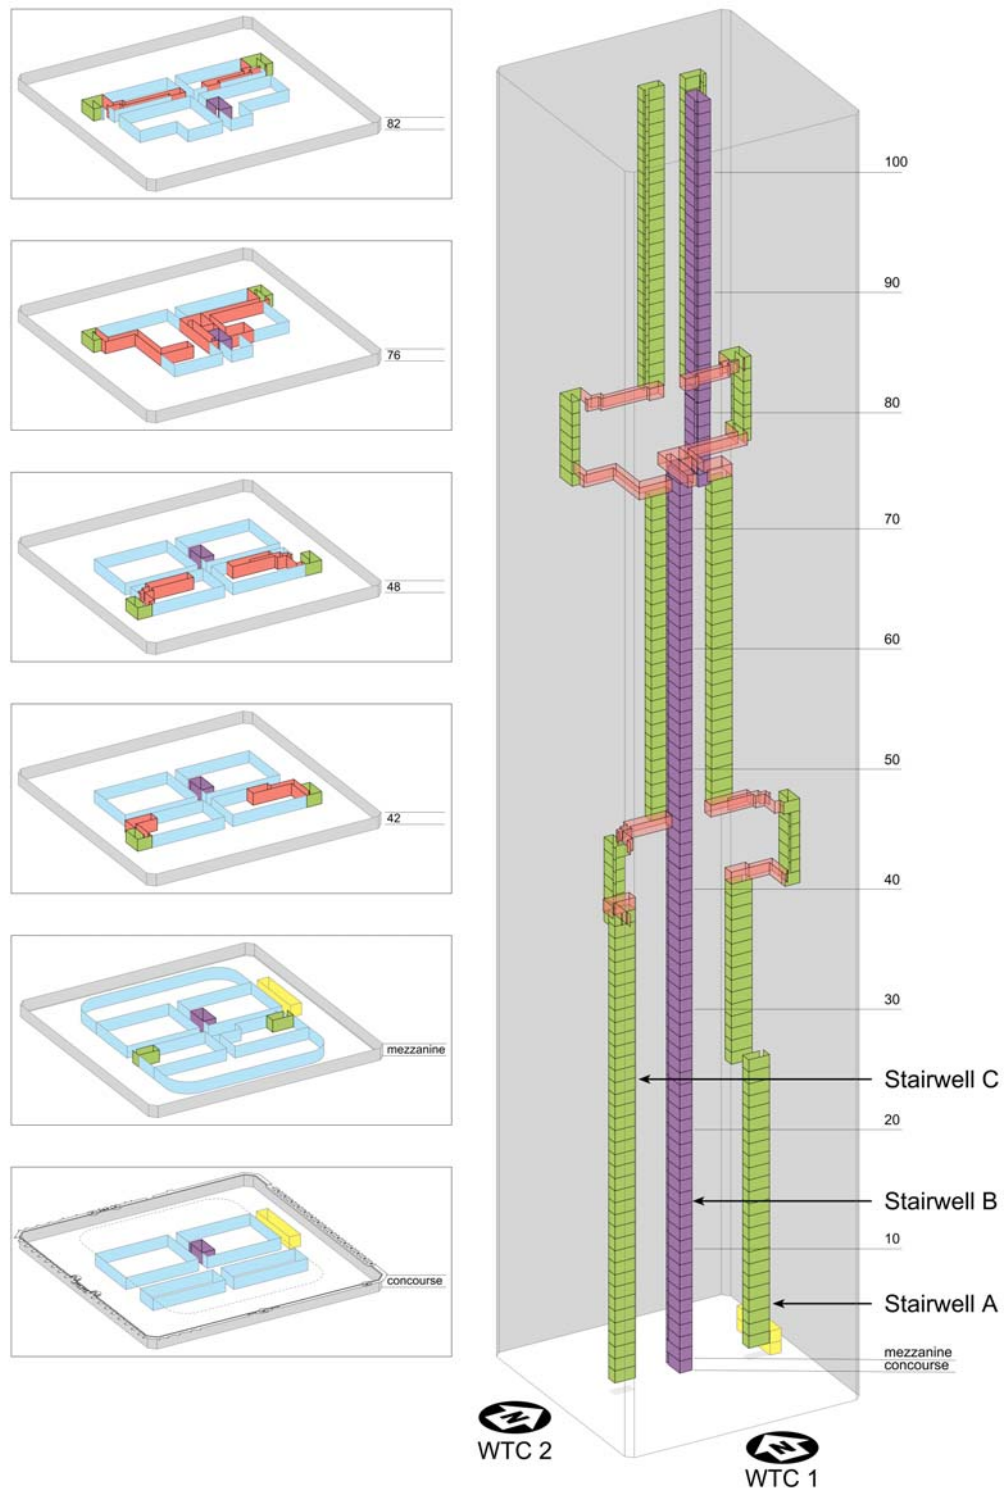 82
76
48
42
mezzanine
concourse
100
90
80
70
60
50
40
30
Stairwell C
20
Stairwell B
10
Stairwell A
mezzanine
concourse
N
WTC 2
N
WTC 1